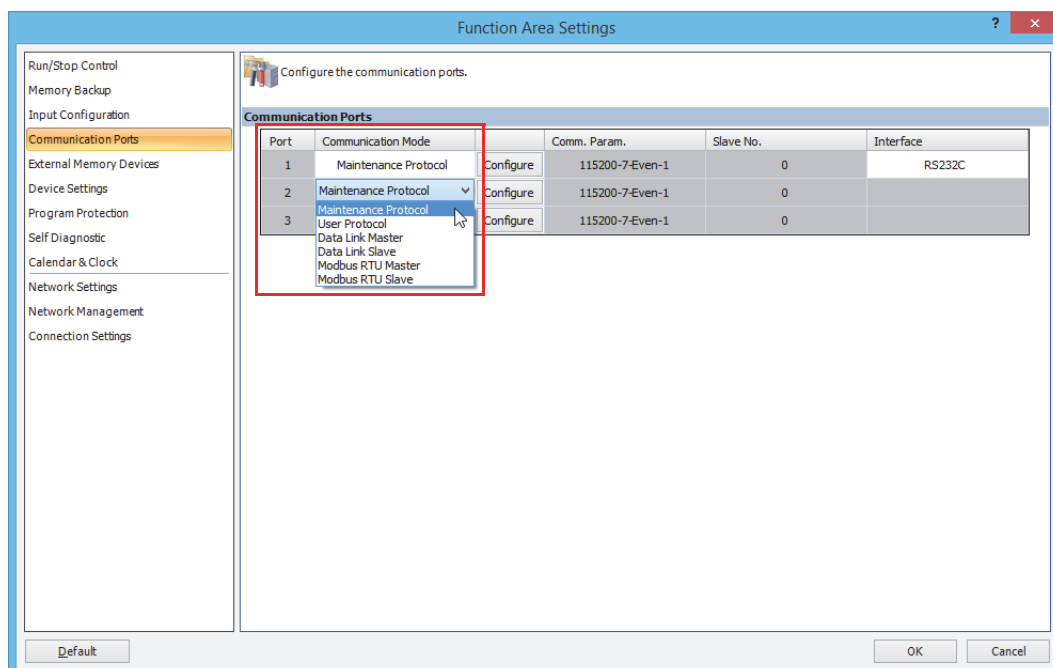 Function Area Settings
? ×
Run/Stop Control
Memory Backup
Input Configuration
Communication Ports
External Memory Devices
Device Settings
Program Protection
Self Diagnostic
Calendar & Clock
Network Settings
Network Management
Connection Settings
Configure the communication ports.
Communication Ports
Port Communication Mode Comm. Param. Slave No. Interface
1 Maintenance Protocol Configure 115200-7-Even-1 0 RS232C
2 Maintenance Protocol Configure 115200-7-Even-1 0
3 Configure 115200-7-Even-1 0
Maintenance Protocol
User Protocol
Data Link Master
Data Link Slave
Modbus RTU Master
Modbus RTU Slave
Default OK Cancel